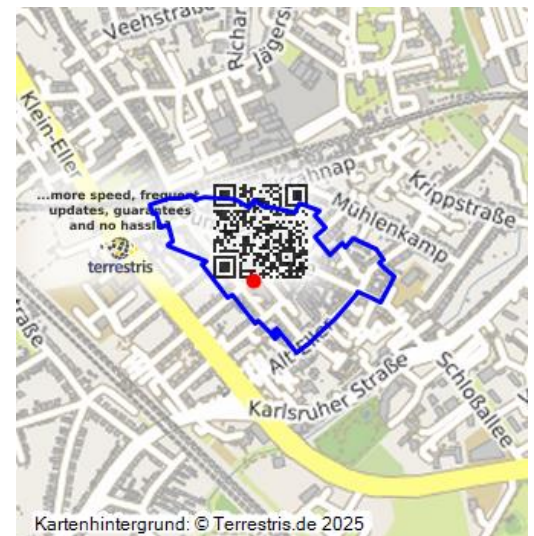 Veehstraße
Richar
Jägers
Klein-Eller
Krippstraße
Mühlenkamp
...more speed, frequent
updates, guarantees
and no hassle
terrestris
raße
Alt-Eller
Karlsruher Straße
Schloßallee
Kartenhintergrund: © Terrestris.de 2025